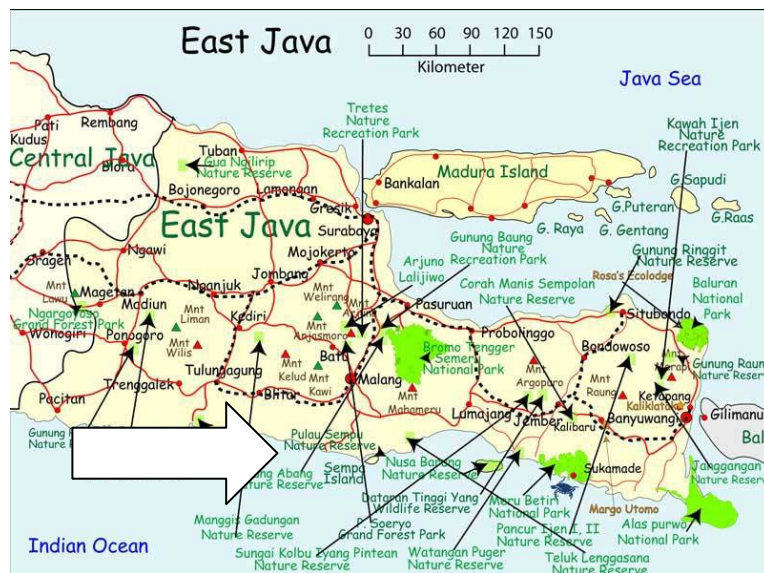 East Java
0 30 60 90 120 150
Kilometer
Java Sea
Tretes
Nature
Recreation Park
Kawah Ijen
Nature
Recreation Park
Pati
Rembang
Kudus
Central Java
Blora
Tuban
Gua Nglirip
Nature Reserve
Bojonegoro
Lamongan
Gresik
Surabaya
Bankalan
Madura Island
G.Sapudi
G.Puteran
G.Raas
G. Raya
G. Gentang
East Java
Mojokerto
Arjuno
Lalijiwo
Gunung Baung
Nature
Recreation Park
Gunung Ringgit
Nature Reserve
Rosa's Ecolodge
Baluran
National
Park
Corah Manis Sempolan
Nature Reserve
Sragen
Ngawi
Mnt
Lawu
Magetan
Ngargoyoso
Grand Forest Park
Madiun
Nganjuk
Jombang
Mnt
Welirang
Mnt
Pasuruan
Probolinggo
Situbondo
Bondowoso
Mnt
Liman
Kediri
Mnt
Anjasmoro
Wonogiri
Ponogoro
Mnt
Wilis
Batu
Bromo Tengger
Semeru
National Park
Mnt
Argopuro
Mnt
Gunung Raung
Nature Reserve
Trenggalek
Tulungagung
Mnt
Kelud
Mnt
Kawi
Malang
Mnt
Mahameru
Mnt
Raung
Ketapang
Kaliklatak
Gilimanu
Pacitan
Blitar
Lumajang
Jember
Kalibaru
Banyuwangi
Bal
Gunung
Nature
Pulau Sempu
Nature Reserve
Sempu
Island
Nusa Barung
Nature Reserve
Abang
Nature Reserve
Dataran Tinggi Yang
Wildlife Reserve
Sukamade
Meru Betiri
National Park
Janggangan
Nature Reserve
Manggis Gadungan
Nature Reserve
P. Soeryo
Grand Forest Park
Margo Utomo
Pancur Ijen I, II
Nature Reserve
Alas purwo
National Park
Indian Ocean
Sungai Kolbu Iyang Pintean
Nature Reserve
Watangan Puger
Nature Reserve
Teluk Lenggasana
Nature Reserve